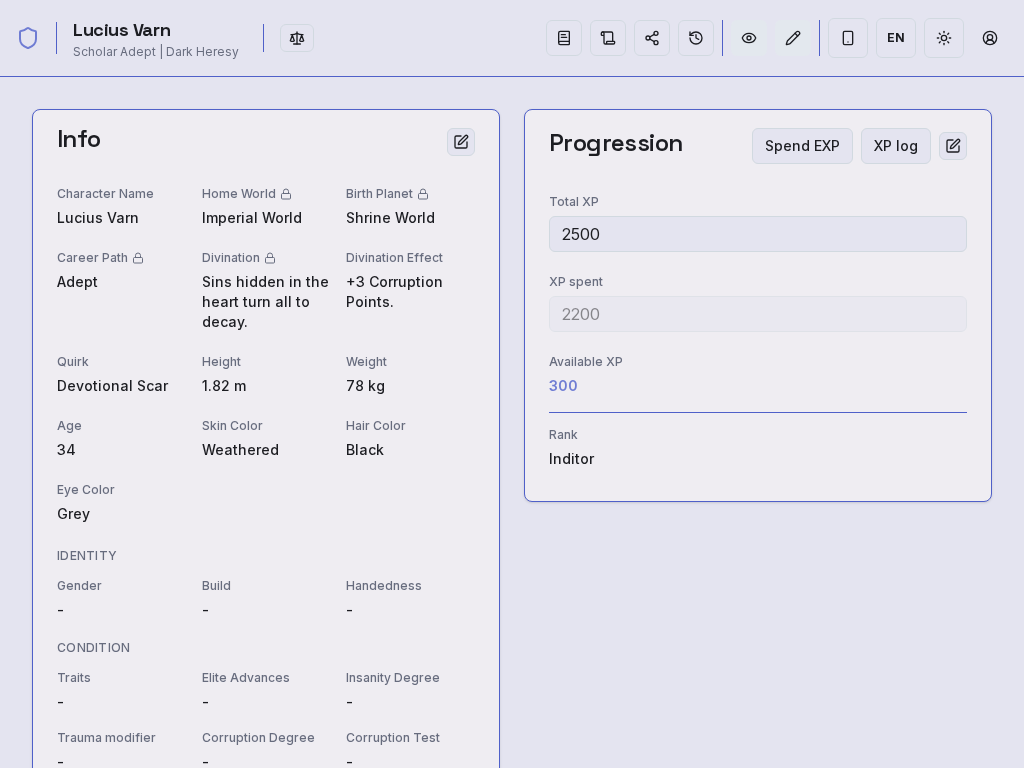 Lucius Varn
Scholar Adept | Dark Heresy
EN
Info
Character Name
Lucius Varn
Home World
Imperial World
Birth Planet
Shrine World
Career Path
Adept
Divination
Sins hidden in the
heart turn all to
decay.
Divination Effect
+3 Corruption
Points.
Quirk
Devotional Scar
Height
1.82 m
Weight
78 kg
Age
34
Skin Color
Weathered
Hair Color
Black
Eye Color
Grey
IDENTITY
Gender
-
Build
-
Handedness
-
CONDITION
Traits
-
Elite Advances
-
Insanity Degree
-
Trauma modifier
-
Corruption Degree
-
Corruption Test
-
Progression
Spend EXP
XP log
Total XP
2500
XP spent
2200
Available XP
300
Rank
Inditor